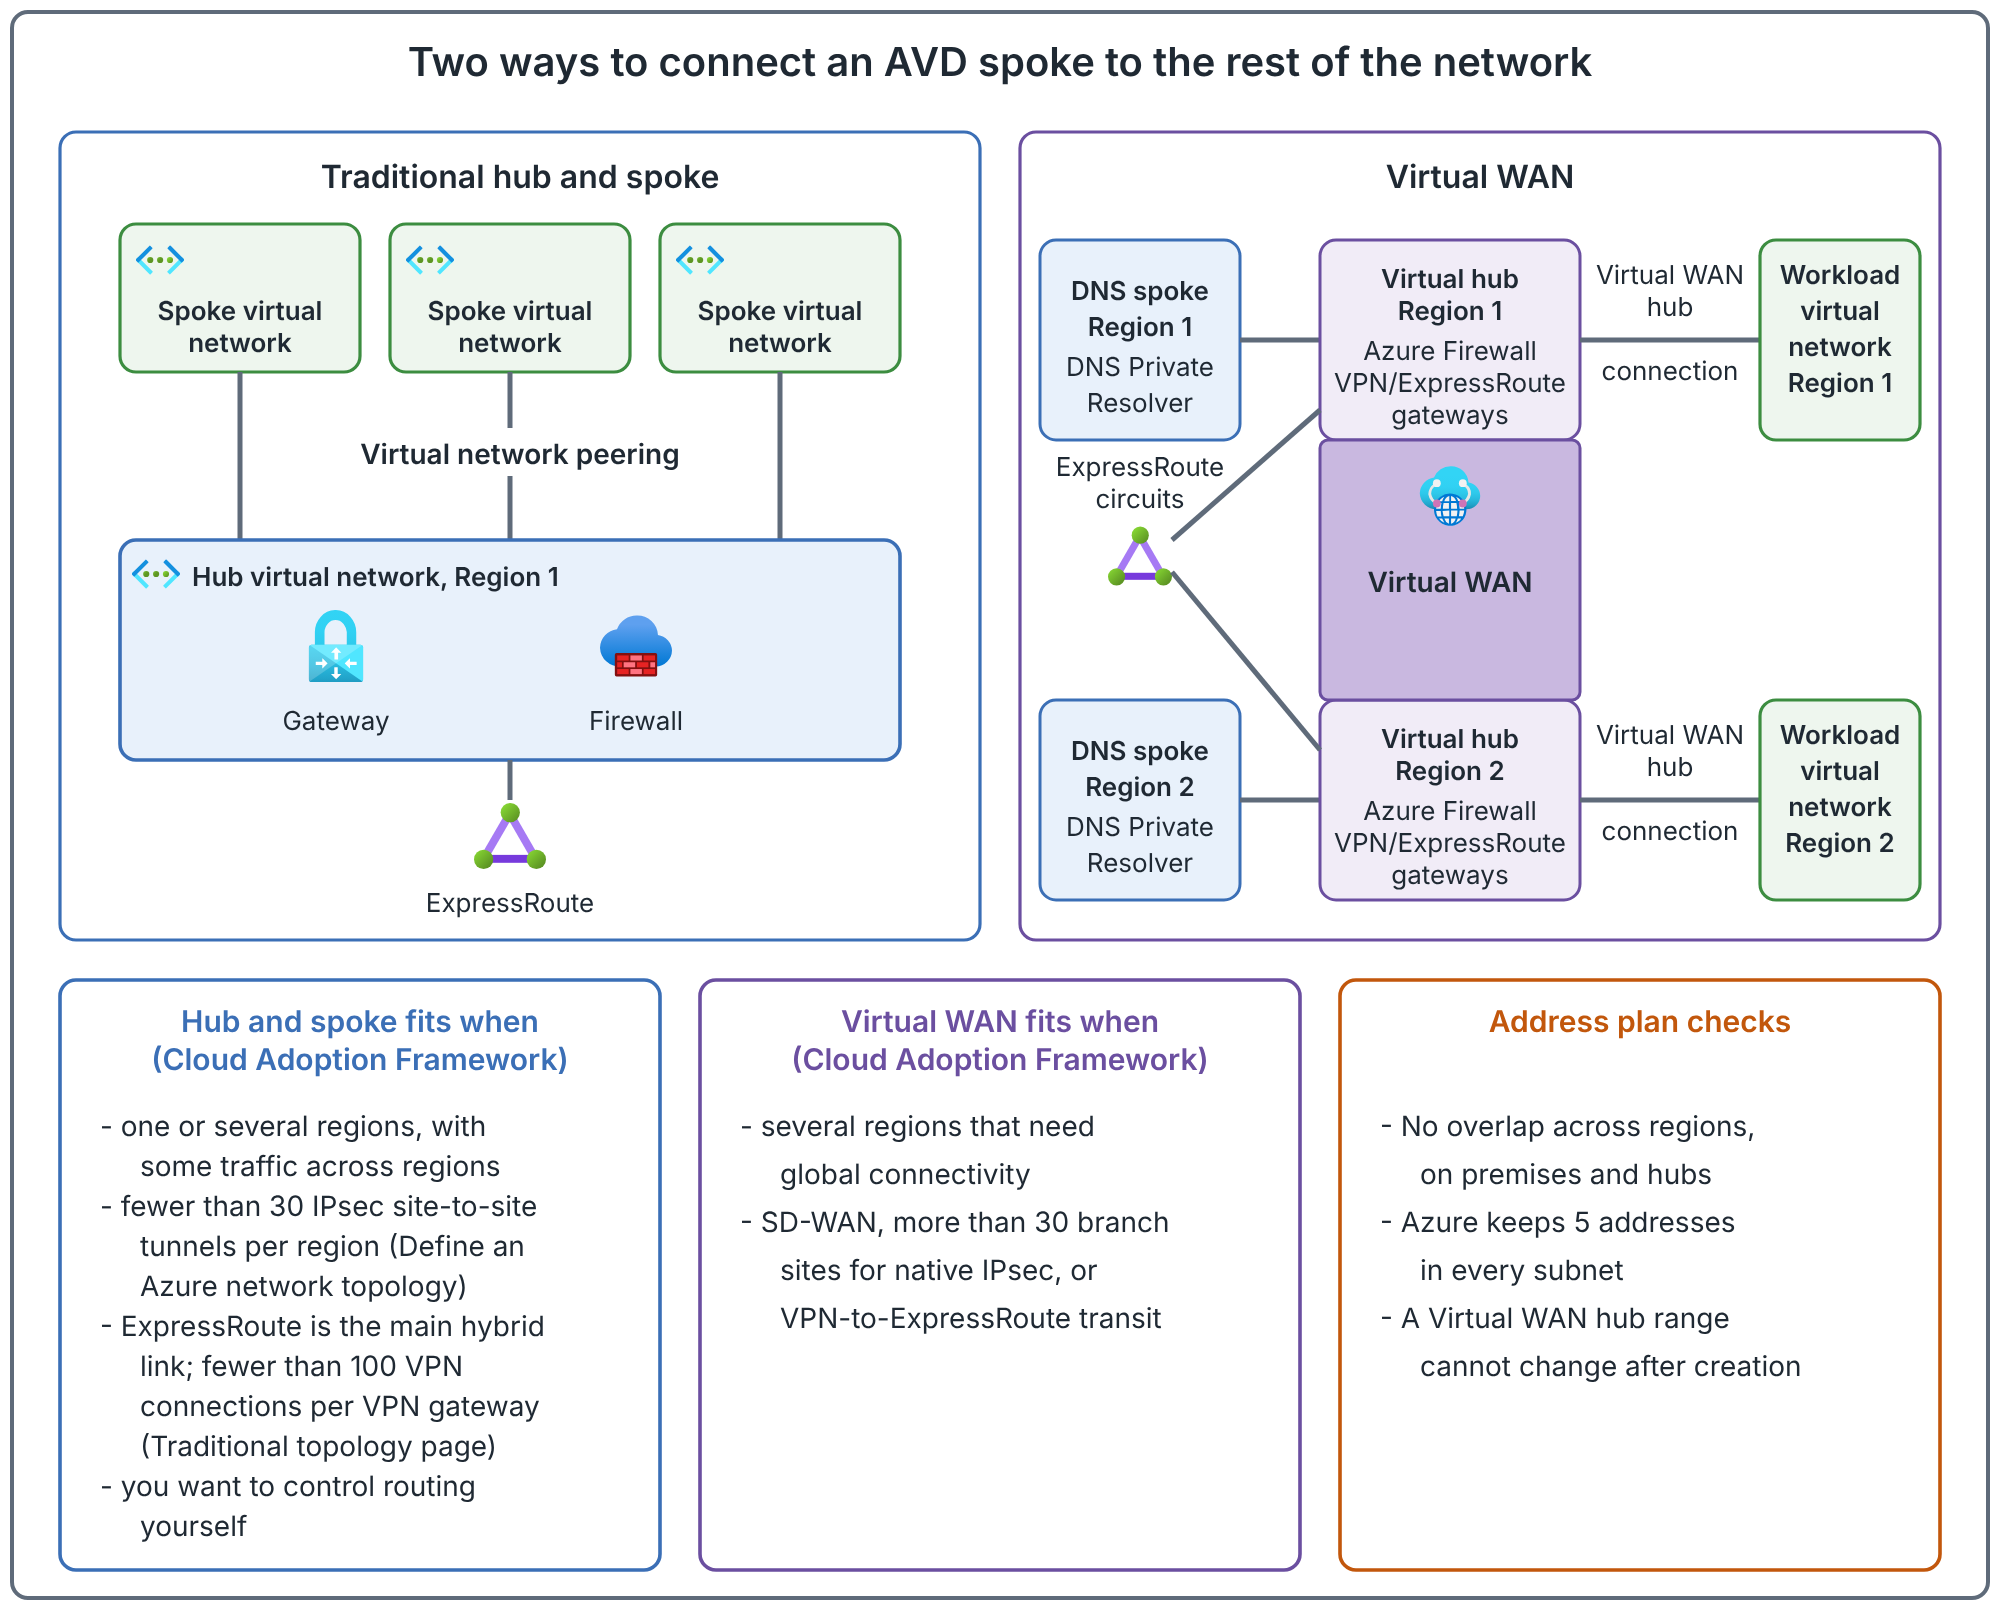 Two ways to connect an AVD spoke to the rest of the network
Traditional hub and spoke
Spoke virtual
network
Spoke virtual
network
Spoke virtual
network
Virtual network peering
Hub virtual network, Region 1
Gateway
Firewall
ExpressRoute
Virtual WAN
DNS spoke
Region 1
DNS Private
Resolver
Virtual hub
Region 1
Azure Firewall
VPN/ExpressRoute
gateways
Virtual WAN
hub
connection
Workload
virtual
network
Region 1
ExpressRoute
circuits
Virtual WAN
DNS spoke
Region 2
DNS Private
Resolver
Virtual hub
Region 2
Azure Firewall
VPN/ExpressRoute
gateways
Virtual WAN
hub
connection
Workload
virtual
network
Region 2
Hub and spoke fits when
(Cloud Adoption Framework)
- one or several regions, with
some traffic across regions
- fewer than 30 IPsec site-to-site
tunnels per region (Define an
Azure network topology)
- ExpressRoute is the main hybrid
link; fewer than 100 VPN
connections per VPN gateway
(Traditional topology page)
- you want to control routing
yourself
Virtual WAN fits when
(Cloud Adoption Framework)
- several regions that need
global connectivity
- SD-WAN, more than 30 branch
sites for native IPsec, or
VPN-to-ExpressRoute transit
Address plan checks
- No overlap across regions,
on premises and hubs
- Azure keeps 5 addresses
in every subnet
- A Virtual WAN hub range
cannot change after creation